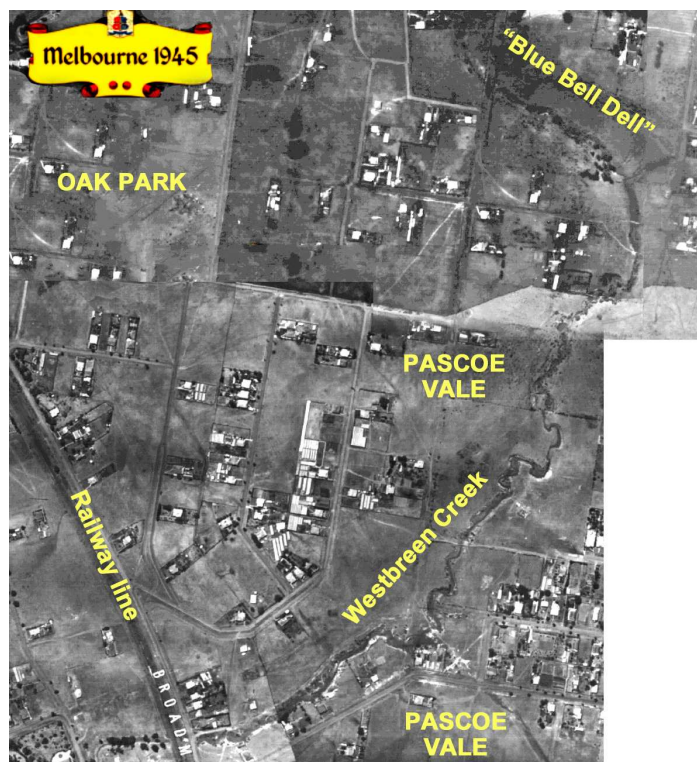 Melbourne 1945
“Blue Bell Dell”
OAK PARK
PASCOE
VALE
Railway line
Westbreen Creek
BROADM
PASCOE
VALE